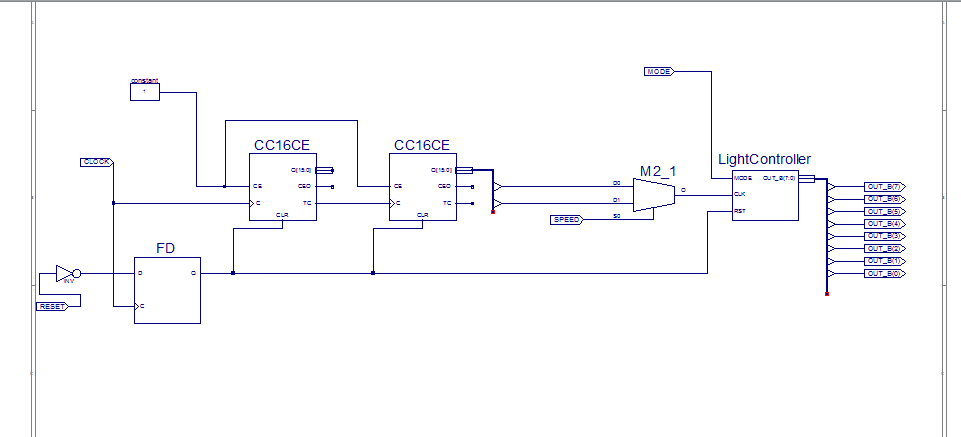 MODE
constant
1
CC16CE
CC16CE
LightController
CLOCK
Q(15:0)
CE
CEO
C
TC
CLR
Q(15:0)
CE
CEO
C
TC
CLR
M2_1
D0
D1
S0
O
SPEED
MODE
OUT_B(7:0)
CLK
RST
OUT_B(7)
OUT_B(6)
OUT_B(5)
OUT_B(4)
OUT_B(3)
OUT_B(2)
OUT_B(1)
OUT_B(0)
FD
D
Q
C
INV
RESET